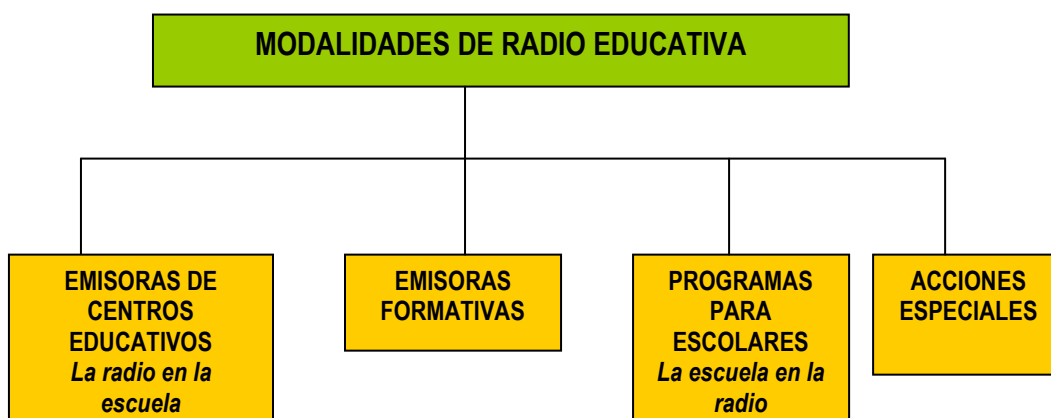 MODALIDADES DE RADIO EDUCATIVA
EMISORAS DE
CENTROS
EDUCATIVOS
La radio en la
escuela
EMISORAS
FORMATIVAS
PROGRAMAS
PARA
ESCOLARES
La escuela en la
radio
ACCIONES
ESPECIALES